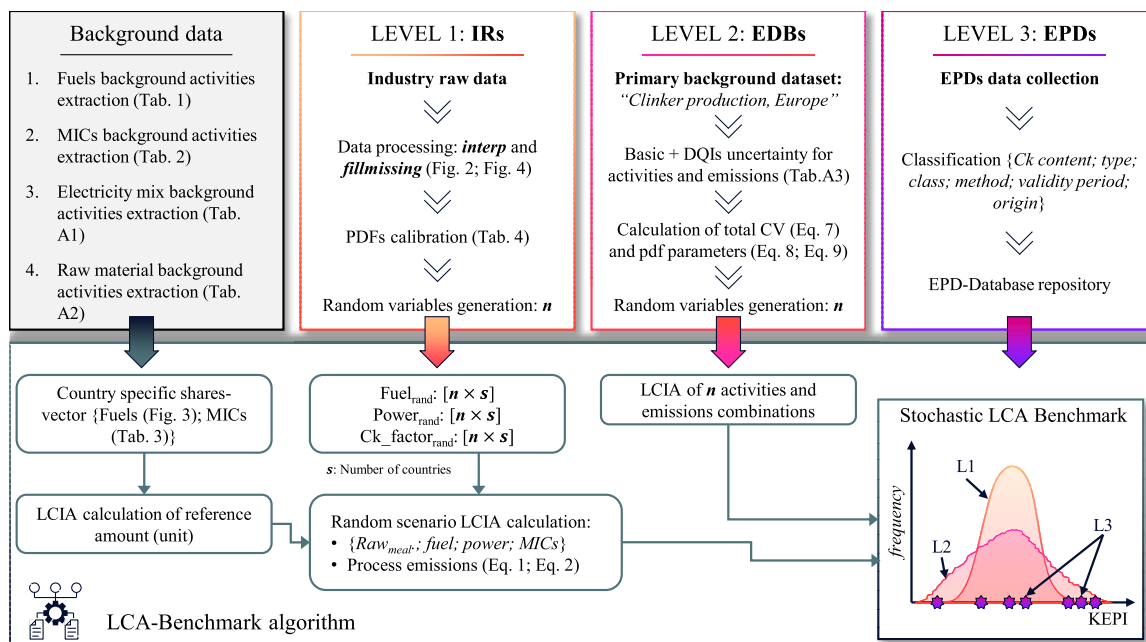 Background data
1. Fuels background activities
extraction (Tab. 1)
2. MICs background activities
extraction (Tab. 2)
3. Electricity mix background
activities extraction (Tab.
A1)
4. Raw material background
activities extraction (Tab.
A2)
LEVEL 1: IRs
Industry raw data
Data processing: interp and
fillmissing (Fig. 2; Fig. 4)
PDFs calibration (Tab. 4)
Random variables generation: n
LEVEL 2: EDBs
Primary background dataset:
“Clinker production, Europe”
Basic + DQIs uncertainty for
activities and emissions (Tab.A3)
Calculation of total CV (Eq. 7)
and pdf parameters (Eq. 8; Eq. 9)
Random variables generation: n
LEVEL 3: EPDs
EPDs data collection
Classification {Ck content; type;
class; method; validity period;
origin}
EPD-Database repository
Country specific shares-
vector {Fuels (Fig. 3); MICs
(Tab. 3)}
LCIA calculation of reference
amount (unit)
Fuelrand: [n × s]
Powerrand: [n × s]
Ck_factorrand: [n × s]
s: Number of countries
Random scenario LCIA calculation:
• {Rawmeal.; fuel; power; MICs}
• Process emissions (Eq. 1; Eq. 2)
LCIA of n activities and
emissions combinations
Stochastic LCA Benchmark
frequency
L1
L2
L3
KEPI
LCA-Benchmark algorithm